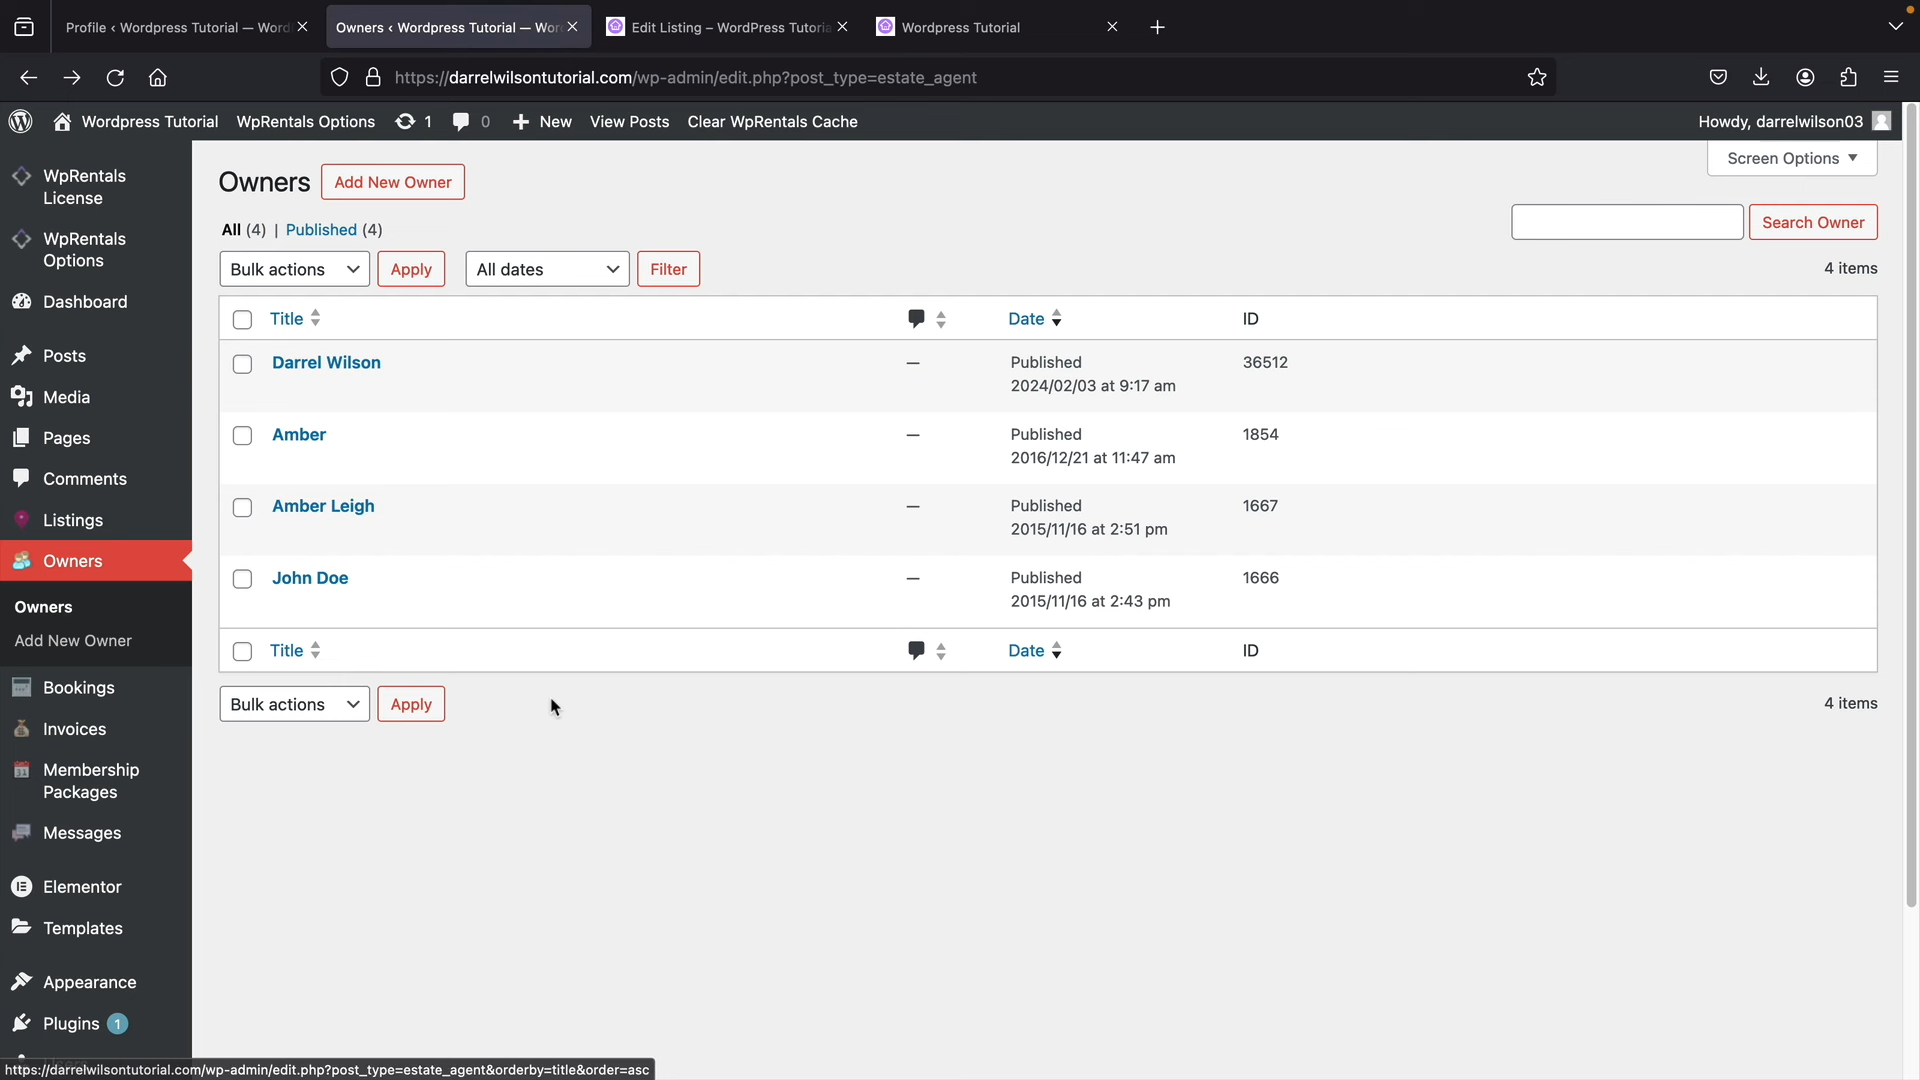 Profile ‹ Wordpress Tutorial — Word
Owners ‹ Wordpress Tutorial — Wor
Edit Listing – WordPress Tutoria
Wordpress Tutorial
https://darrelwilsontutorial.com/wp-admin/edit.php?post_type=estate_agent
Wordpress Tutorial
WpRentals Options
1
0
New
View Posts
Clear WpRentals Cache
Howdy, darrelwilson03
WpRentals
License
WpRentals
Options
Dashboard
Posts
Media
Pages
Comments
Listings
Owners
Owners
Add New Owner
Bookings
Invoices
Membership
Packages
Messages
Elementor
Templates
Appearance
Plugins 1
Screen Options
Owners
Add New Owner
All (4) | Published (4)
Search Owner
Bulk actions
Apply
All dates
Filter
4 items
Title
Date
ID
Darrel Wilson
—
Published
2024/02/03 at 9:17 am
36512
Amber
—
Published
2016/12/21 at 11:47 am
1854
Amber Leigh
—
Published
2015/11/16 at 2:51 pm
1667
John Doe
—
Published
2015/11/16 at 2:43 pm
1666
Title
Date
ID
Bulk actions
Apply
4 items
https://darrelwilsontutorial.com/wp-admin/edit.php?post_type=estate_agent&orderby=title&order=asc